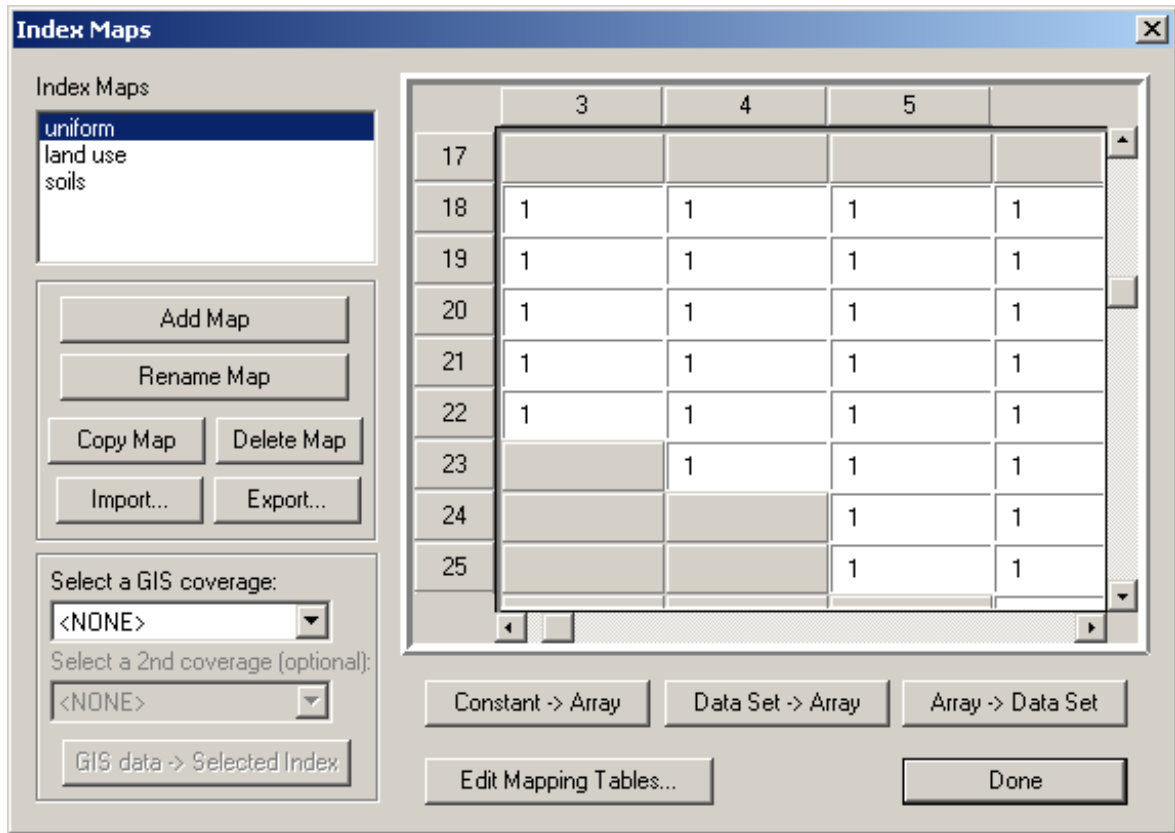 Index Maps
Index Maps
uniform
land use
soils
Add Map
Rename Map
Copy Map Delete Map
Import... Export...
Select a GIS coverage:
<NONE>
Select a 2nd coverage (optional):
<NONE>
GIS data -> Selected Index
3 4 5
17
18 1 1 1 1
19 1 1 1 1
20 1 1 1 1
21 1 1 1 1
22 1 1 1 1
23 1 1 1
24 1 1
25 1 1
Constant -> Array Data Set -> Array Array -> Data Set
Edit Mapping Tables... Done